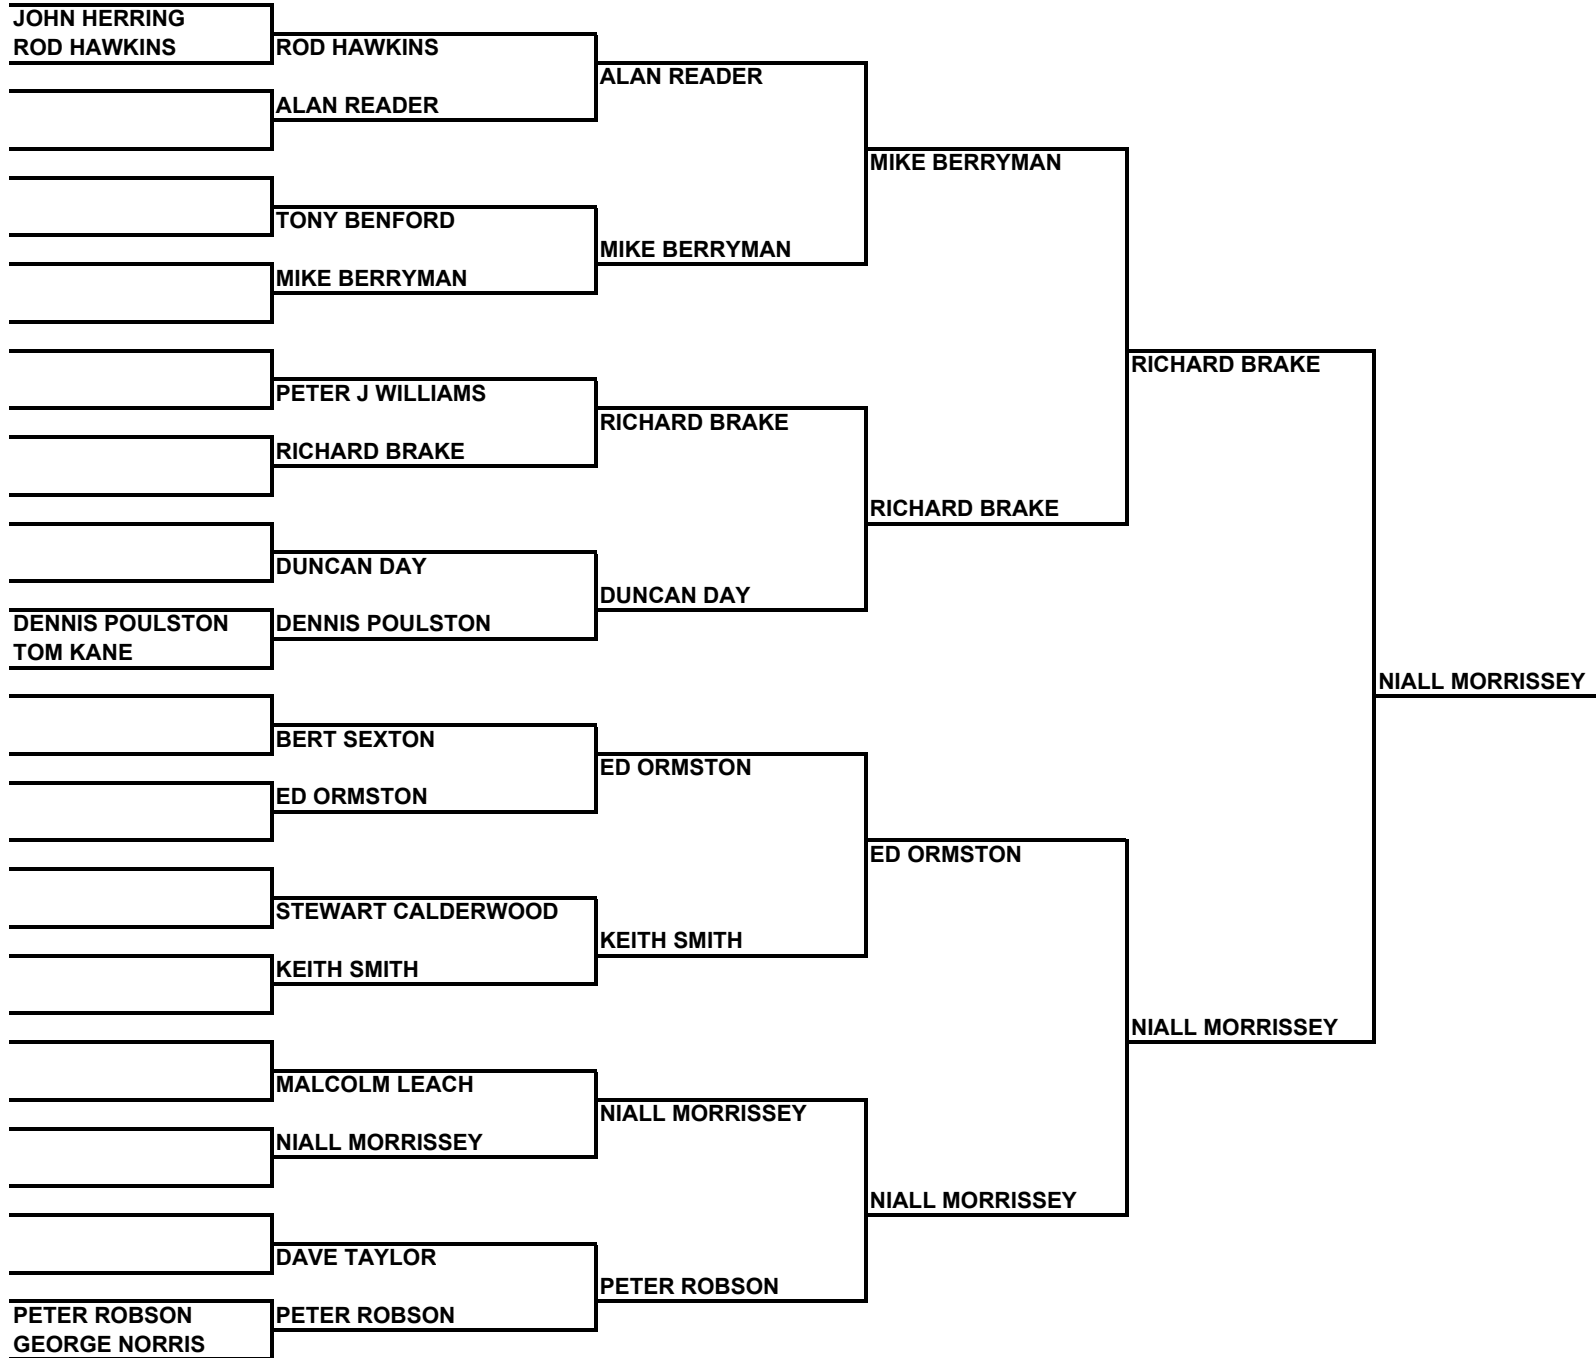 JOHN HERRING
ROD HAWKINS
ROD HAWKINS
ALAN READER
ALAN READER
MIKE BERRYMAN
TONY BENFORD
MIKE BERRYMAN
MIKE BERRYMAN
RICHARD BRAKE
PETER J WILLIAMS
RICHARD BRAKE
RICHARD BRAKE
RICHARD BRAKE
DUNCAN DAY
DUNCAN DAY
DENNIS POULSTON
DENNIS POULSTON
TOM KANE
NIALL MORRISSEY
BERT SEXTON
ED ORMSTON
ED ORMSTON
ED ORMSTON
STEWART CALDERWOOD
KEITH SMITH
KEITH SMITH
NIALL MORRISSEY
MALCOLM LEACH
NIALL MORRISSEY
NIALL MORRISSEY
NIALL MORRISSEY
DAVE TAYLOR
PETER ROBSON
PETER ROBSON
PETER ROBSON
GEORGE NORRIS